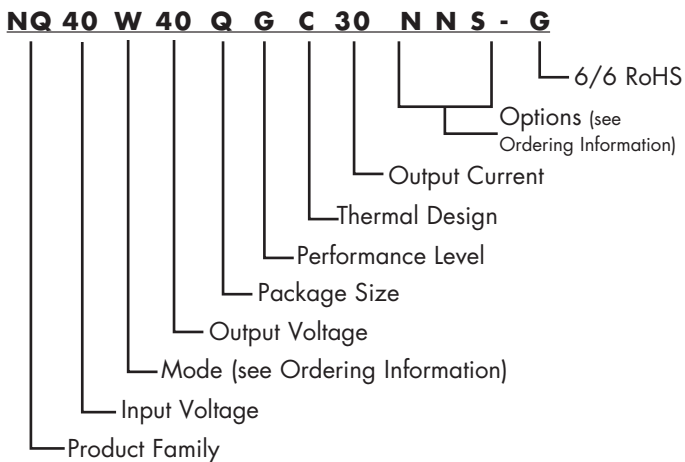 NQ 40 W 40 Q G C 30 N N S - G
6/6 RoHS
Options (see
Ordering Information)
Output Current
Thermal Design
Performance Level
Package Size
Output Voltage
Mode (see Ordering Information)
Input Voltage
Product Family